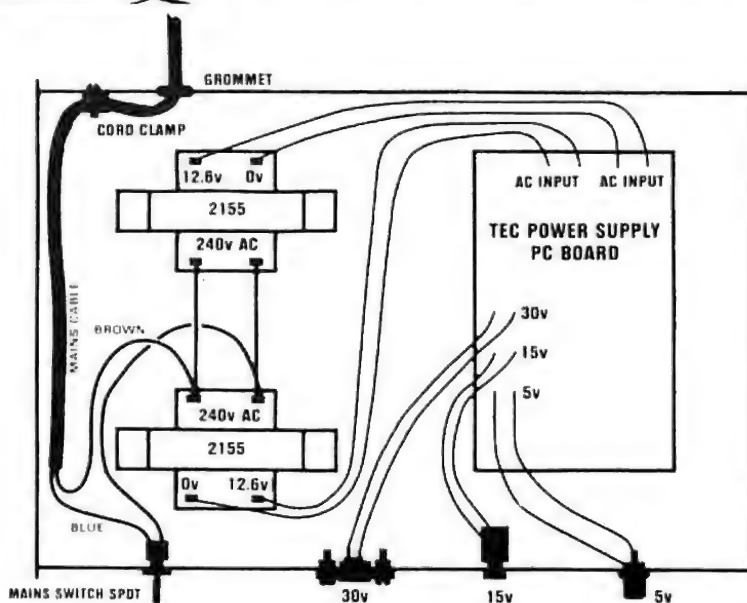 GROMMET
CORD CLAMP
12.6v 0v
2155
240v AC
AC INPUT AC INPUT
TEC POWER SUPPLY
PC BOARD
MAINS CABLE
BROWN
30v
15v
5v
240v AC
2155
0v 12.6v
BLUE
MAINS SWITCH SPDT
30v
15v
5v